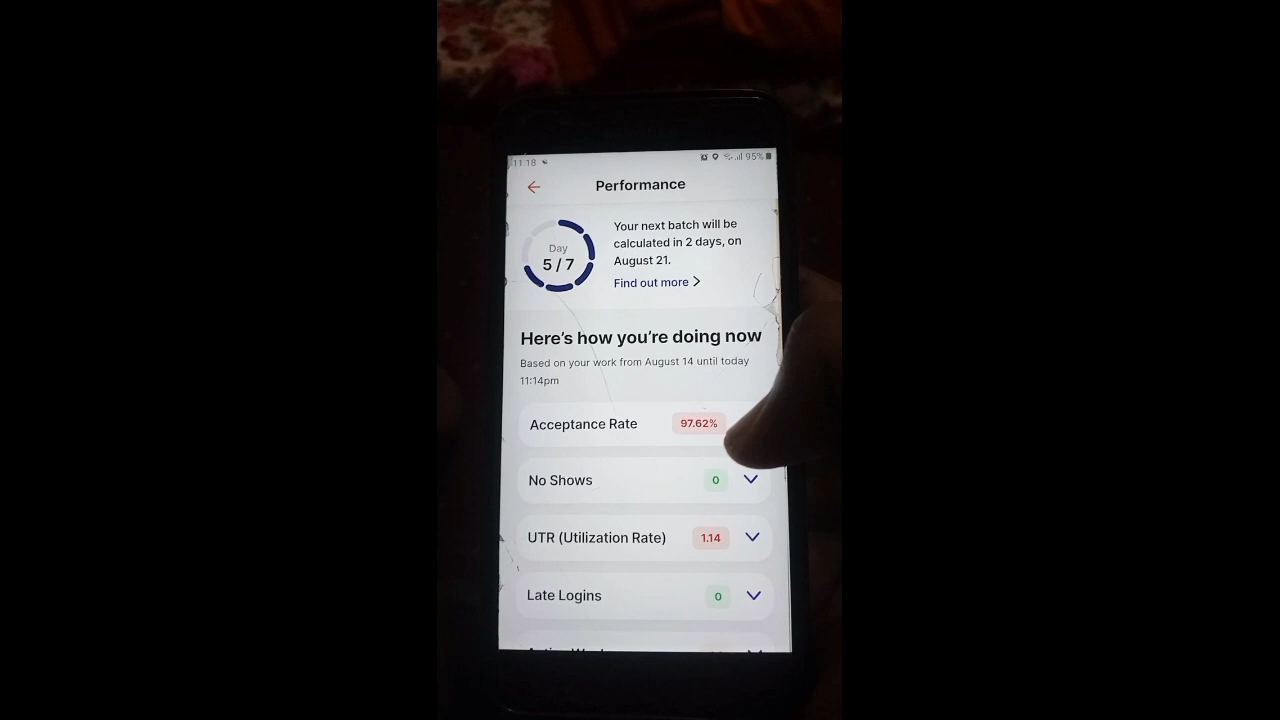 11:18
95%
Performance
Day
5 / 7
Your next batch will be
calculated in 2 days, on
August 21.
Find out more
Here's how you're doing now
Based on your work from August 14 until today
11:14pm
Acceptance Rate 97.62%
No Shows 0
UTR (Utilization Rate) 1.14
Late Logins 0